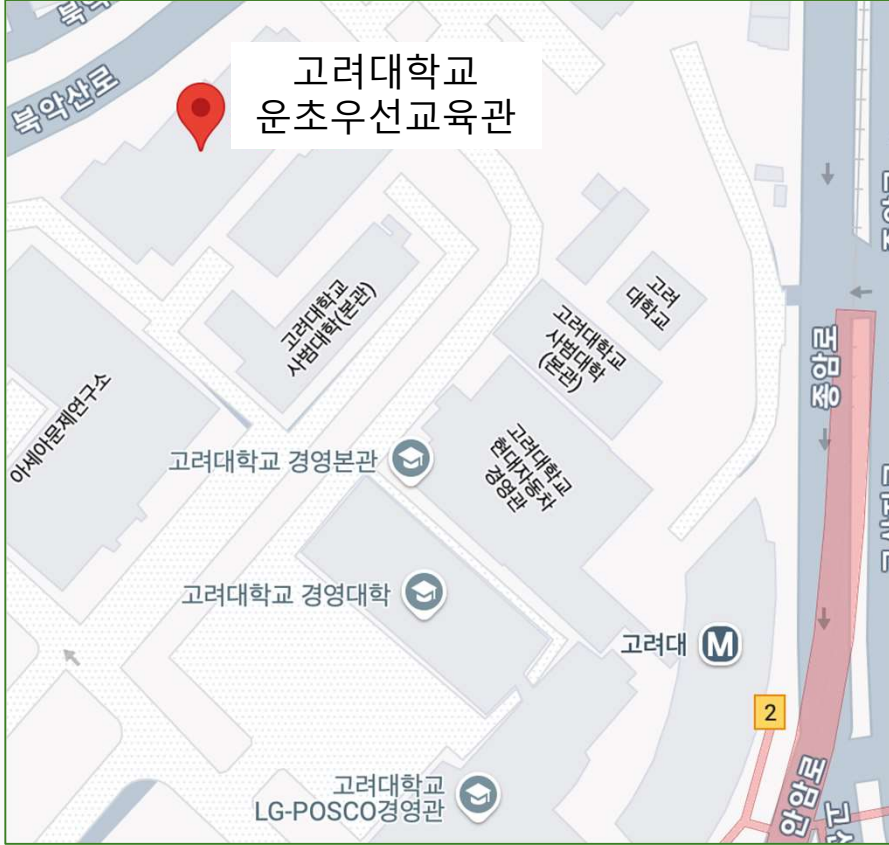 북악산로
고려대학교
운초우선교육관
고려대학교
사범대학(본관)
고려
대학교
고려대학교
사범대학
(본관)
종암로
아세아문제연구소
고려대학교 경영본관
고려대학교
현대자동차
경영관
고려대학교 경영대학
고려대 M
2
고려대학교
LG-POSCO경영관
안암로